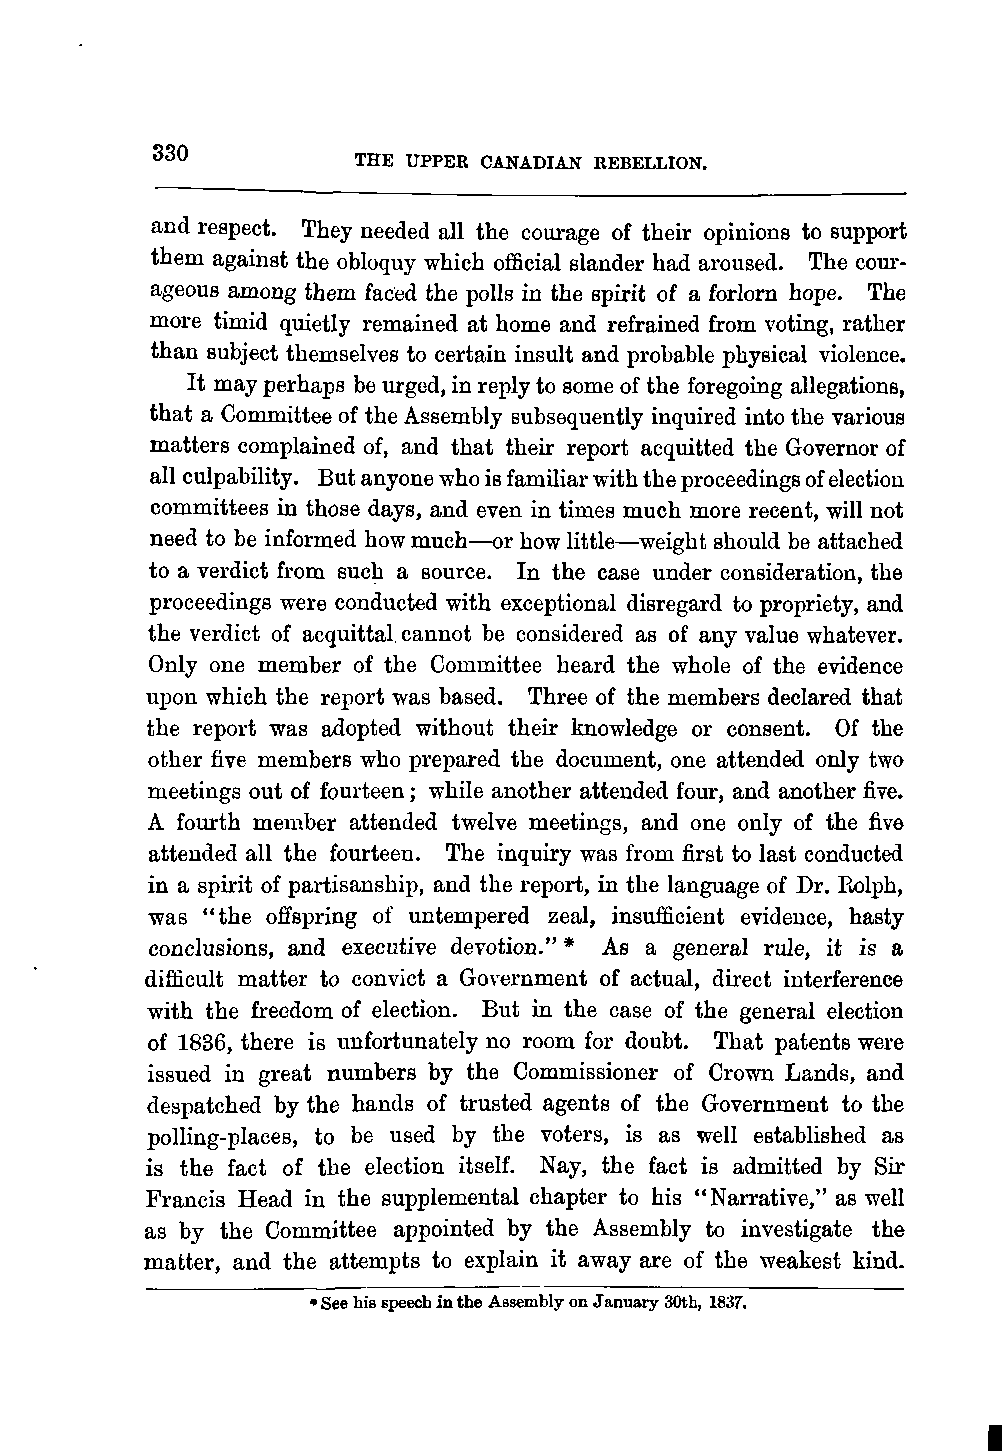 330
THE UPPER CANADIAN REBELLION.
and respect. They needed all the courage of their opinions to support
them against the obloquy which official slander had aroused. The cour-
ageous among them faced the polls in the spirit of a forlorn hope. The
more timid quietly remained at home and refrained from voting, rather
than subject themselves to certain insult and probable physical violence.
It may perhaps be urged, in reply to some of the foregoing allegations,
that a Committee of the Assembly subsequently inquired into the various
matters complained of, and that their report acquitted the Governor of
all culpability. But anyone who is familiar with the proceedings of election
committees in those days, and even in times much more recent, will not
need to be informed how much—or how little—weight should be attached
to a verdict from such a source. In the case under consideration, the
proceedings were conducted with exceptional disregard to propriety, and
the verdict of acquittal cannot be considered as of any value whatever.
Only one member of the Committee heard the whole of the evidence
upon which the report was based. Three of the members declared that
the report was adopted without their knowledge or consent. Of the
other five members who prepared the document, one attended only two
meetings out of fourteen; while another attended four, and another five.
A fourth member attended twelve meetings, and one only of the five
attended all the fourteen. The inquiry was from first to last conducted
in a spirit of partisanship, and the report, in the language of Dr. Rolph,
was "the offspring of untempered zeal, insufficient evidence, hasty
conclusions, and executive devotion." * As a general rule, it is a
difficult matter to convict a Government of actual, direct interference
with the freedom of election. But in the case of the general election
of 1836, there is unfortunately no room for doubt. That patents were
issued in great numbers by the Commissioner of Crown Lands, and
despatched by the hands of trusted agents of the Government to the
polling-places, to be used by the voters, is as well established as
is the fact of the election itself. Nay, the fact is admitted by Sir
Francis Head in the supplemental chapter to his "Narrative," as well
as by the Committee appointed by the Assembly to investigate the
matter, and the attempts to explain it away are of the weakest kind.
* See his speech in the Assembly on January 30th, 1837.